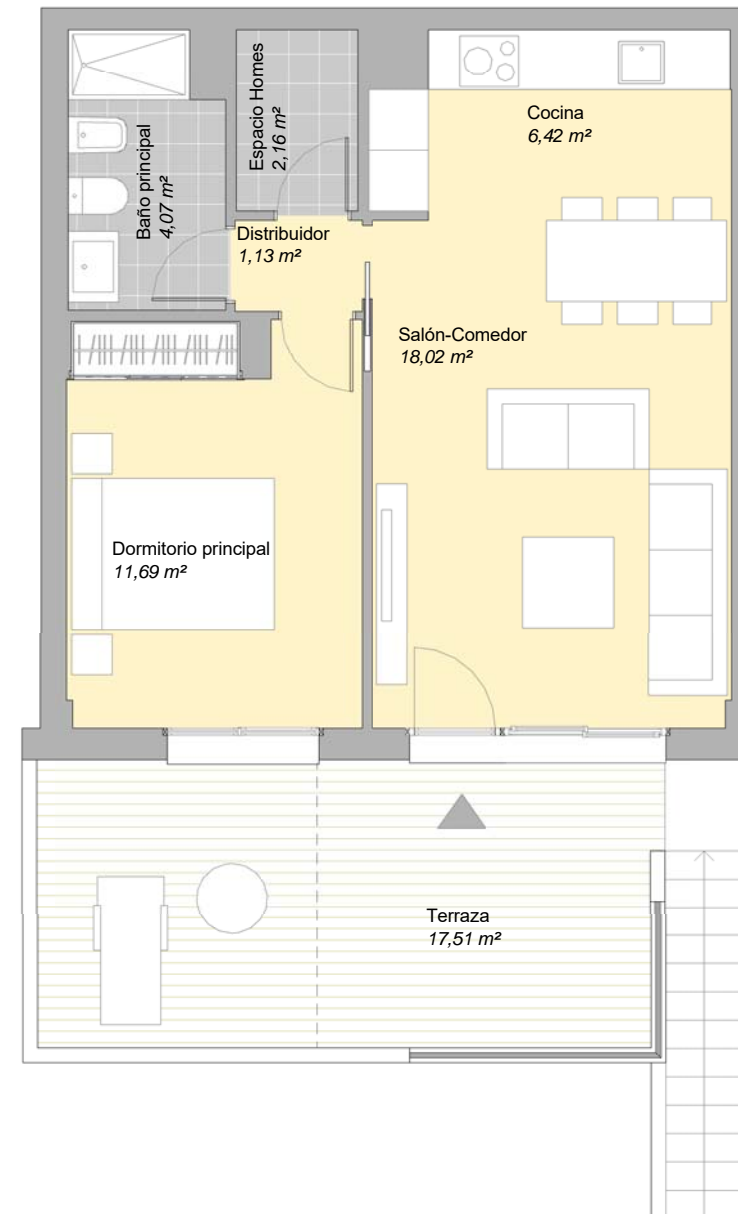 Cocina
6,42 m²
Espacio Homes
2,16 m²
Baño principal
4,07 m²
Distribuidor
1,13 m²
Salón-Comedor
18,02 m²
Dormitorio principal
11,69 m²
Terraza
17,51 m²